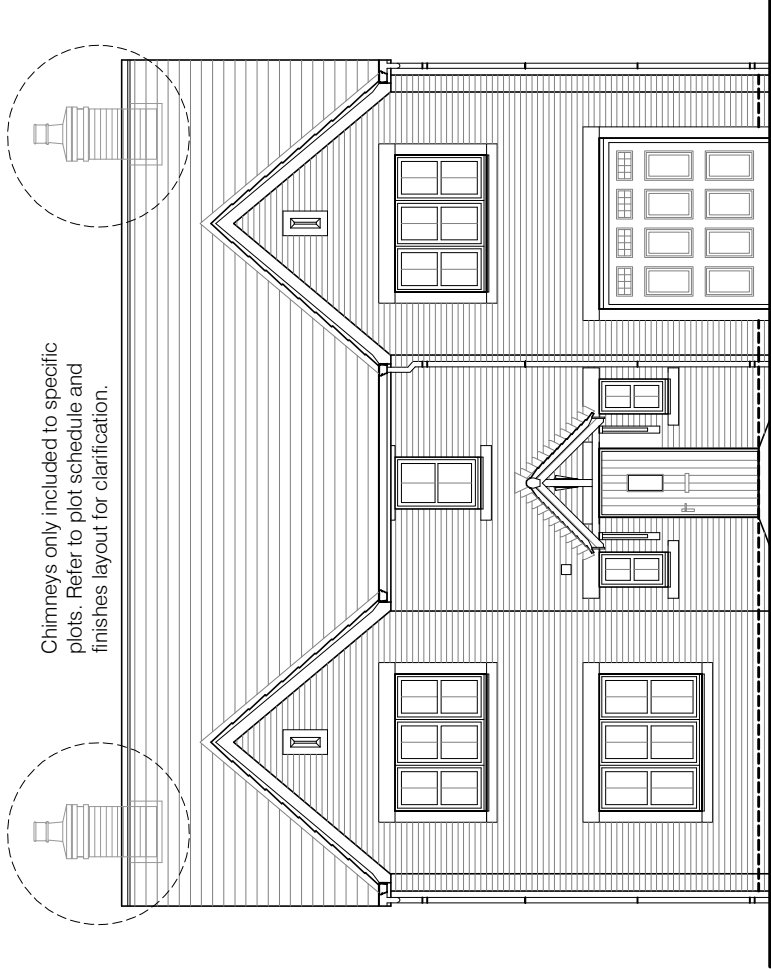 Chimneys only included to specific
plots. Refer to plot schedule and
finishes layout for clarification.